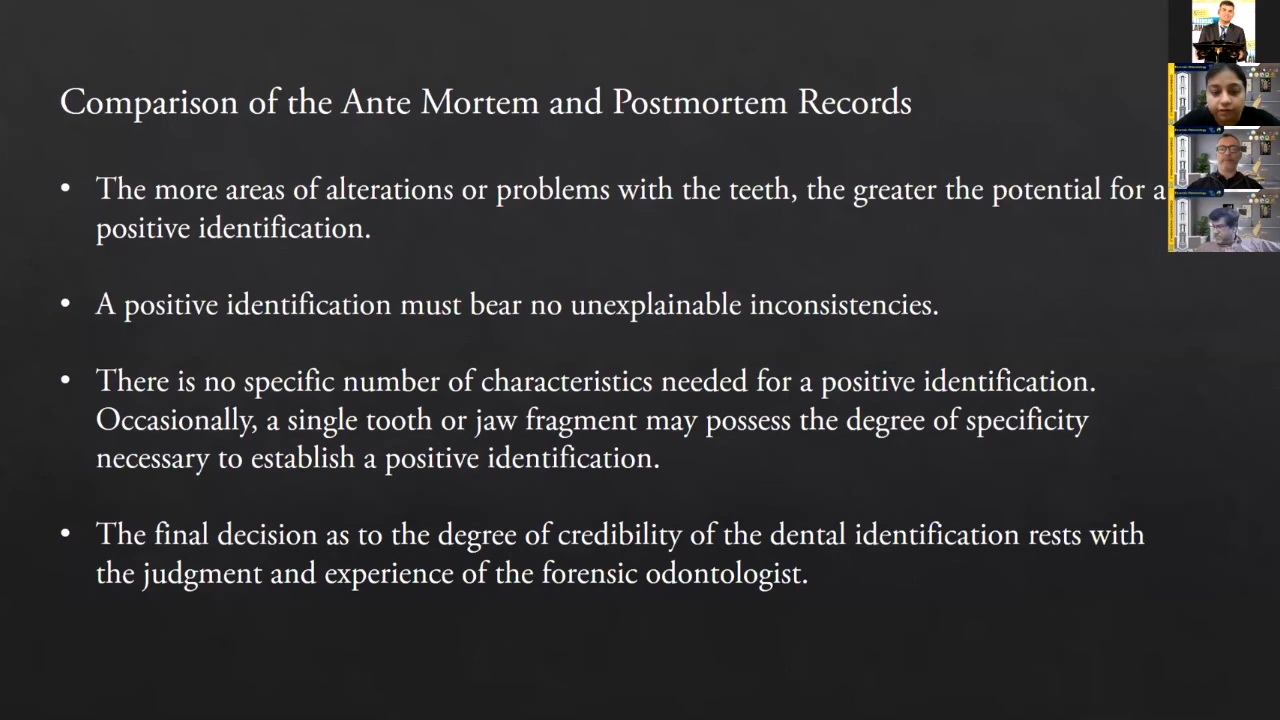 Comparison of the Ante Mortem and Postmortem Records
• The more areas of alterations or problems with the teeth, the greater the potential for a
positive identification.
• A positive identification must bear no unexplainable inconsistencies.
• There is no specific number of characteristics needed for a positive identification.
Occasionally, a single tooth or jaw fragment may possess the degree of specificity
necessary to establish a positive identification.
• The final decision as to the degree of credibility of the dental identification rests with
the judgment and experience of the forensic odontologist.